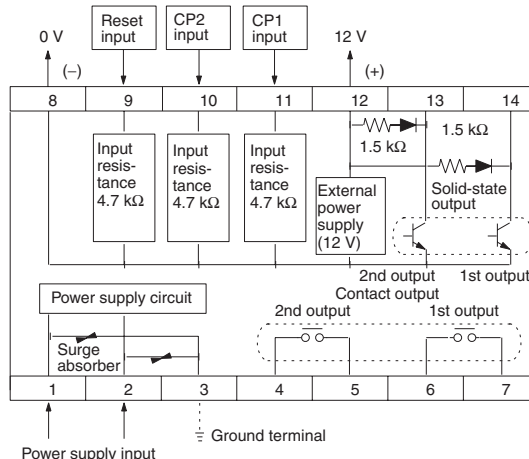 0 V
Reset
input
CP2
input
CP1
input
12 V
(−)
(+)
8 9 10 11 12 13 14
Input
resis-
tance
4.7 kΩ
Input
resis-
tance
4.7 kΩ
Input
resis-
tance
4.7 kΩ
1.5 kΩ
1.5 kΩ
External
power
supply
(12 V)
Solid-state
output
2nd output
1st output
Contact output
Power supply circuit
2nd output
1st output
Surge
absorber
1 2 3 4 5 6 7
Ground terminal
Power supply input